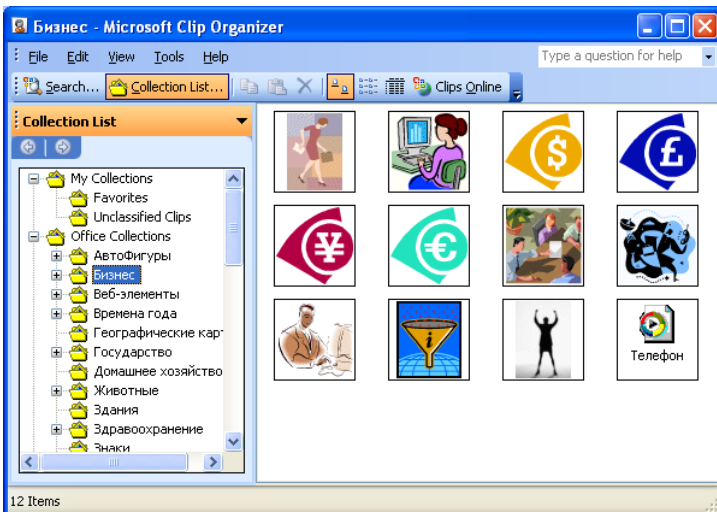 Бизнес - Microsoft Clip Organizer
File Edit View Tools Help
Type a question for help
Search... Collection List... Clips Online
Collection List
My Collections
Favorites
Unclassified Clips
Office Collections
АвтоФигуры
Бизнес
Веб-элементы
Времена года
Географические кар
Государство
Домашнее хозяйство
Животные
Здания
Здравоохранение
Знаки
$
£
¥
€
i
Телефон
12 Items